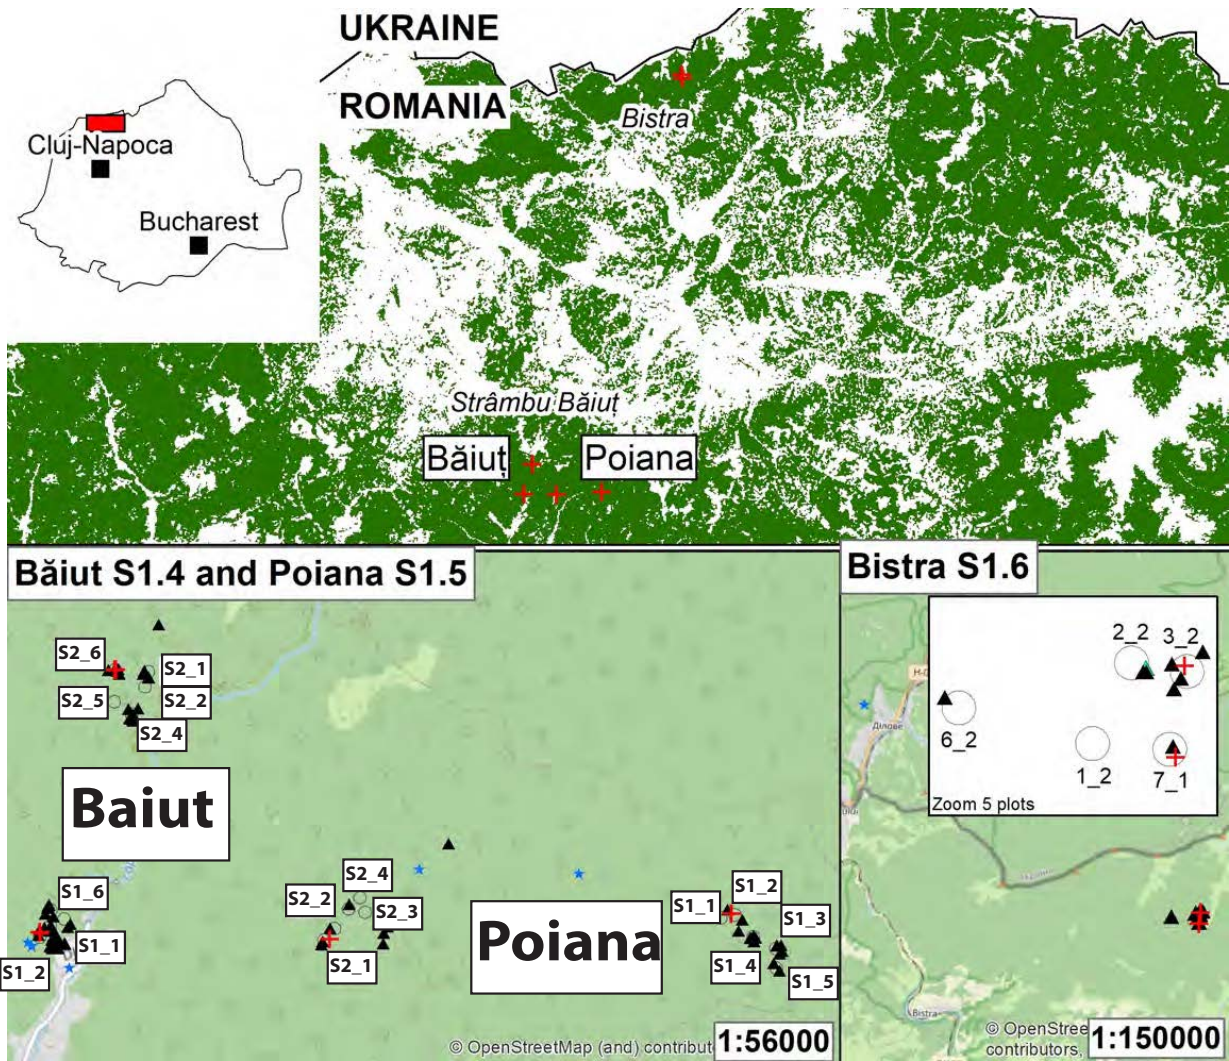 UKRAINE
ROMANIA
Bistra
Cluj-Napoca
Bucharest
Strâmbu Băiuț
Băiuț
Poiana
Băiut S1.4 and Poiana S1.5
S2_6
S2_1
S2_5
S2_2
S2_4
Baiut
S1_6
S1_1
S1_2
S2_4
S2_2
S2_3
S2_1
Poiana
S1_2
S1_1
S1_3
S1_4
S1_5
© OpenStreetMap (and) contribut
1:56000
Bistra S1.6
2_2
3_2
6_2
1_2
7_1
Zoom 5 plots
Ділове
Bistra
© OpenStree
contributors,
1:150000